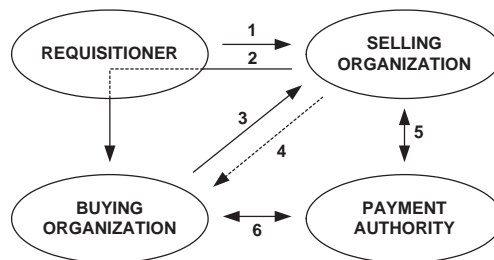 REQUISITIONER
1
SELLING
ORGANIZATION
2
3
4
5
BUYING
ORGANIZATION
6
PAYMENT
AUTHORITY